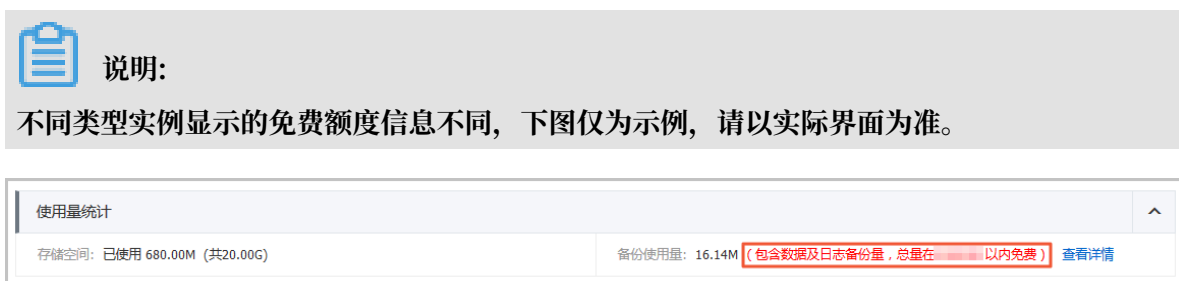 说明:
不同类型实例显示的免费额度信息不同，下图仅为示例，请以实际界面为准。
使用量统计
存储空间: 已使用 680.00M (共20.00G) 备份使用量: 16.14M (包含数据及日志备份量，总量在 以内免费) 查看详情